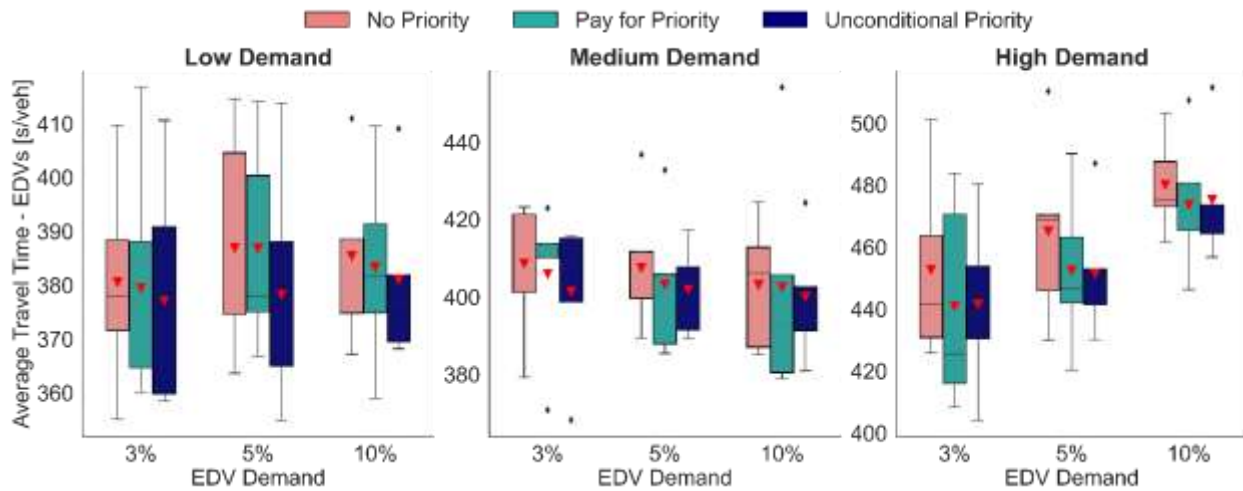 No Priority Pay for Priority Unconditional Priority
Low Demand Medium Demand High Demand
Average Travel Time - EDVs [s/veh]
410
400
390
380
370
360
3% 5% 10%
EDV Demand
440
420
400
380
3% 5% 10%
EDV Demand
500
480
460
440
420
400
3% 5% 10%
EDV Demand